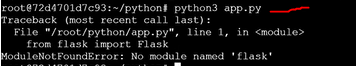 root@72d4701d7c93:~/python# python3 app.py
Traceback (most recent call last):
  File "/root/python/app.py", line 1, in <module>
    from flask import Flask
ModuleNotFoundError: No module named 'flask'